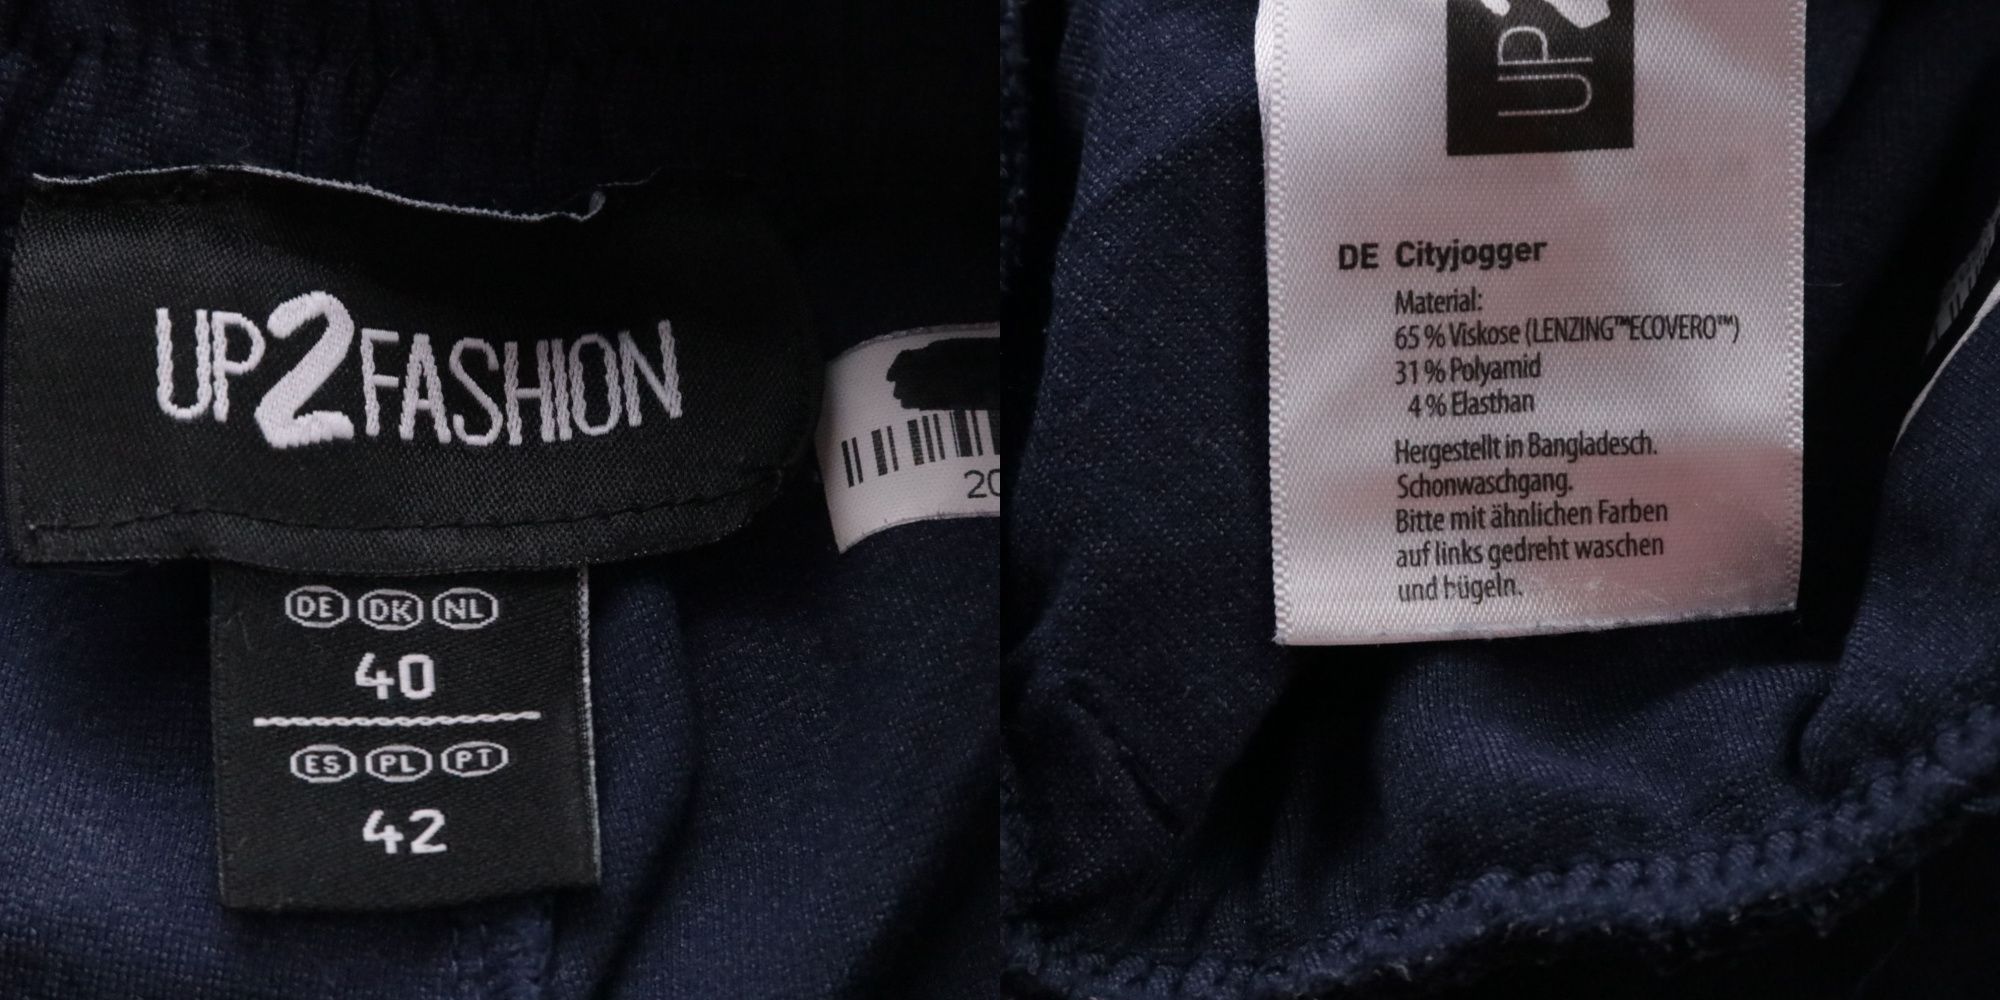 UP2FASHION
20
DE DK NL
40
ES PL PT
42
UP
DE Cityjogger
Material:
65 % Viskose (LENZING™ECOVERO™)
31 % Polyamid
4 % Elasthan
Hergestellt in Bangladesch.
Schonwaschgang.
Bitte mit ähnlichen Farben
auf links gedreht waschen
und bügeln.